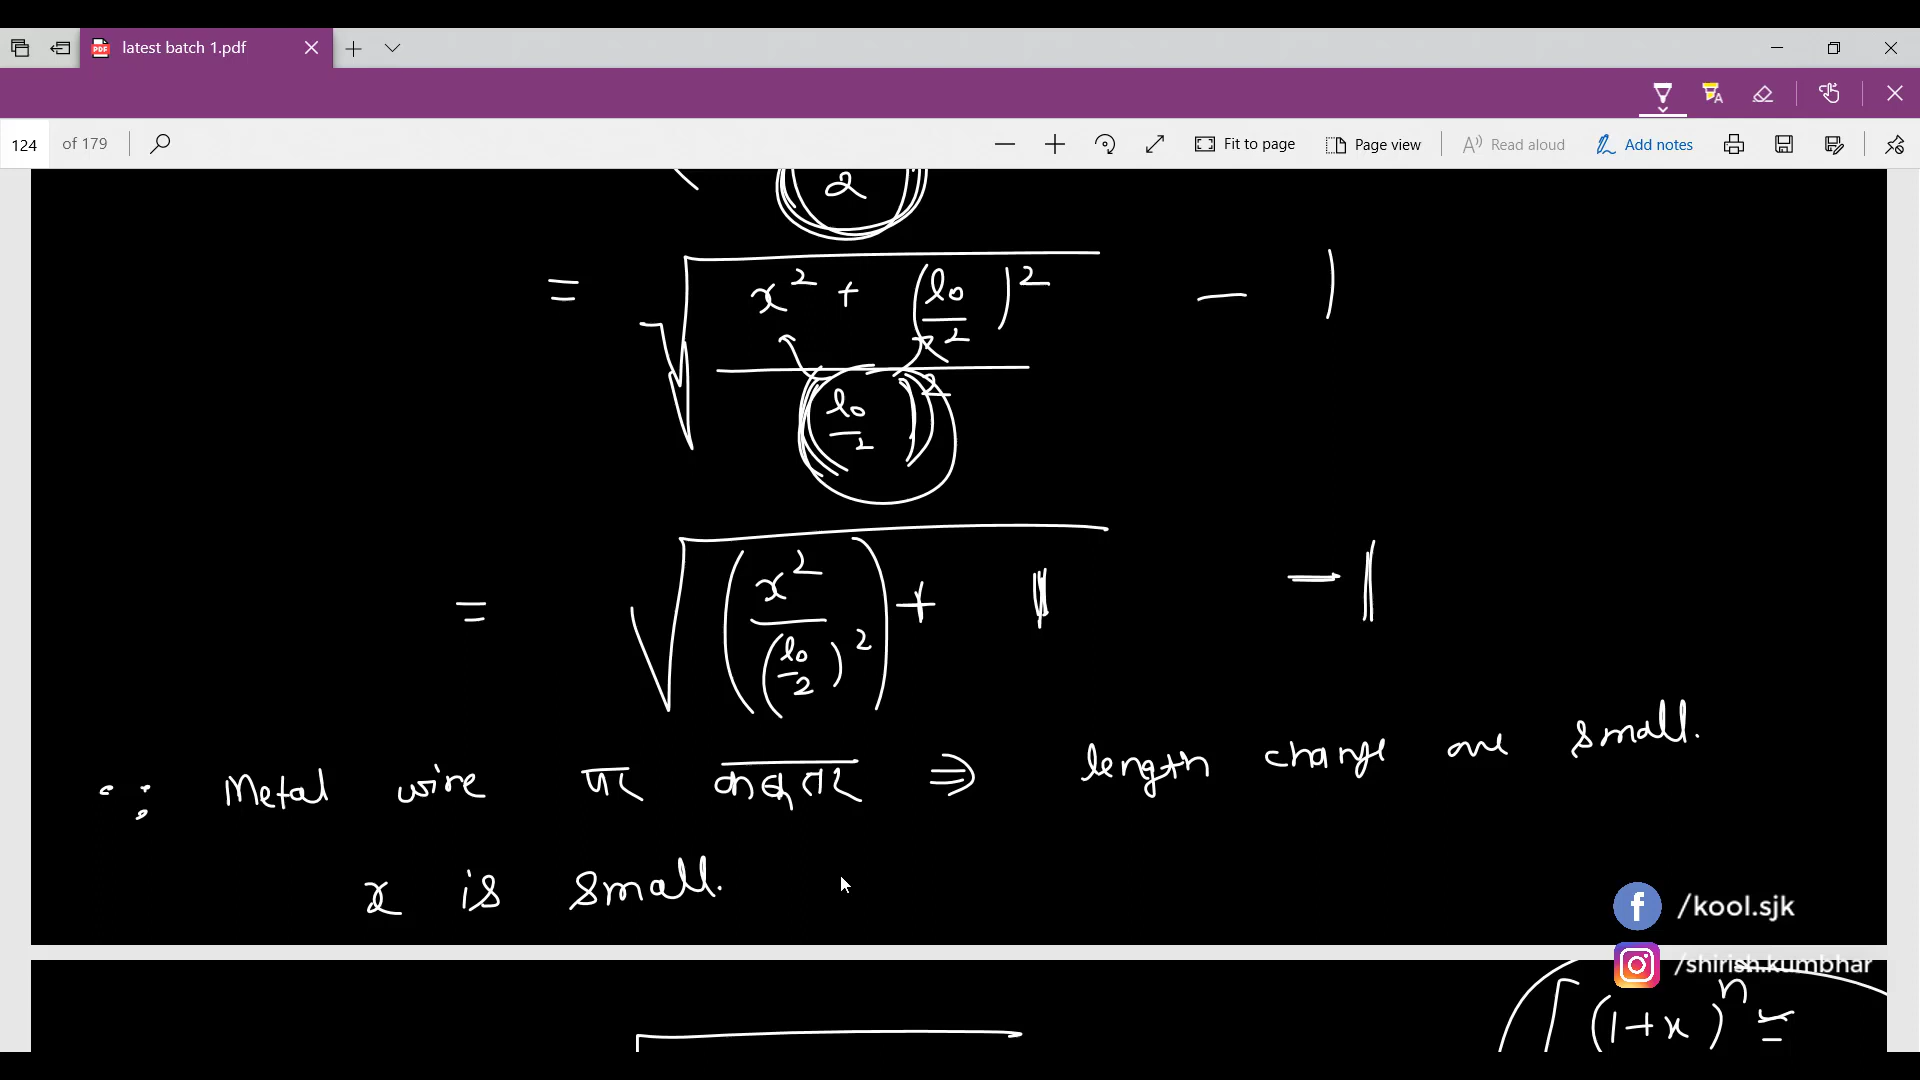 latest batch 1.pdf
124 of 179
Fit to page
Page view
Read aloud
Add notes
2
= √( (x² + (l₀/2)²) / (l₀/2)² ) - 1
= √( (x² / (l₀/2)²) + 1 ) - 1
∵ Metal wire पर ⇒ length change are small.
x is small.
/kool.sjk
/shirish.kumbhar
(1+x)ⁿ ≃